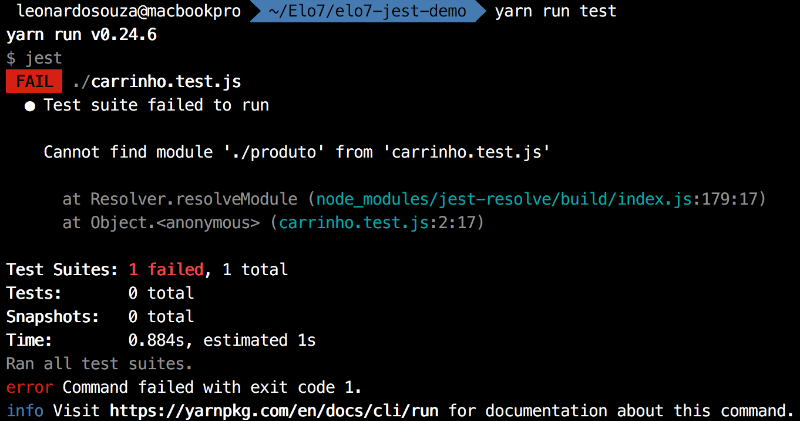 leonardosouza@macbookpro ~/Elo7/elo7-jest-demo yarn run test
yarn run v0.24.6
$ jest
FAIL ./carrinho.test.js
● Test suite failed to run
Cannot find module './produto' from 'carrinho.test.js'
at Resolver.resolveModule (node_modules/jest-resolve/build/index.js:179:17)
at Object.<anonymous> (carrinho.test.js:2:17)
Test Suites: 1 failed, 1 total
Tests: 0 total
Snapshots: 0 total
Time: 0.884s, estimated 1s
Ran all test suites.
error Command failed with exit code 1.
info Visit https://yarnpkg.com/en/docs/cli/run for documentation about this command.